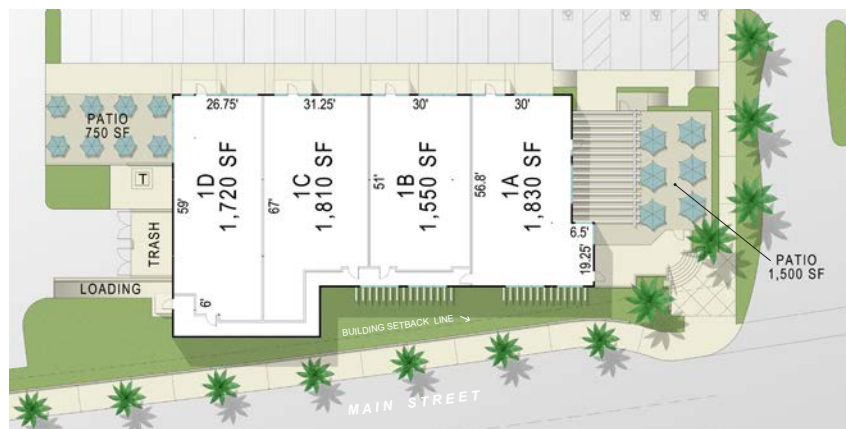 26.75'
31.25'
30'
30'
PATIO
750 SF
1D
1,720 SF
1C
1,810 SF
1B
1,550 SF
1A
1,830 SF
59'
67'
51'
56.8'
T
TRASH
LOADING
6'
6.5'
19.25'
PATIO
1,500 SF
BUILDING SETBACK LINE
MAIN STREET